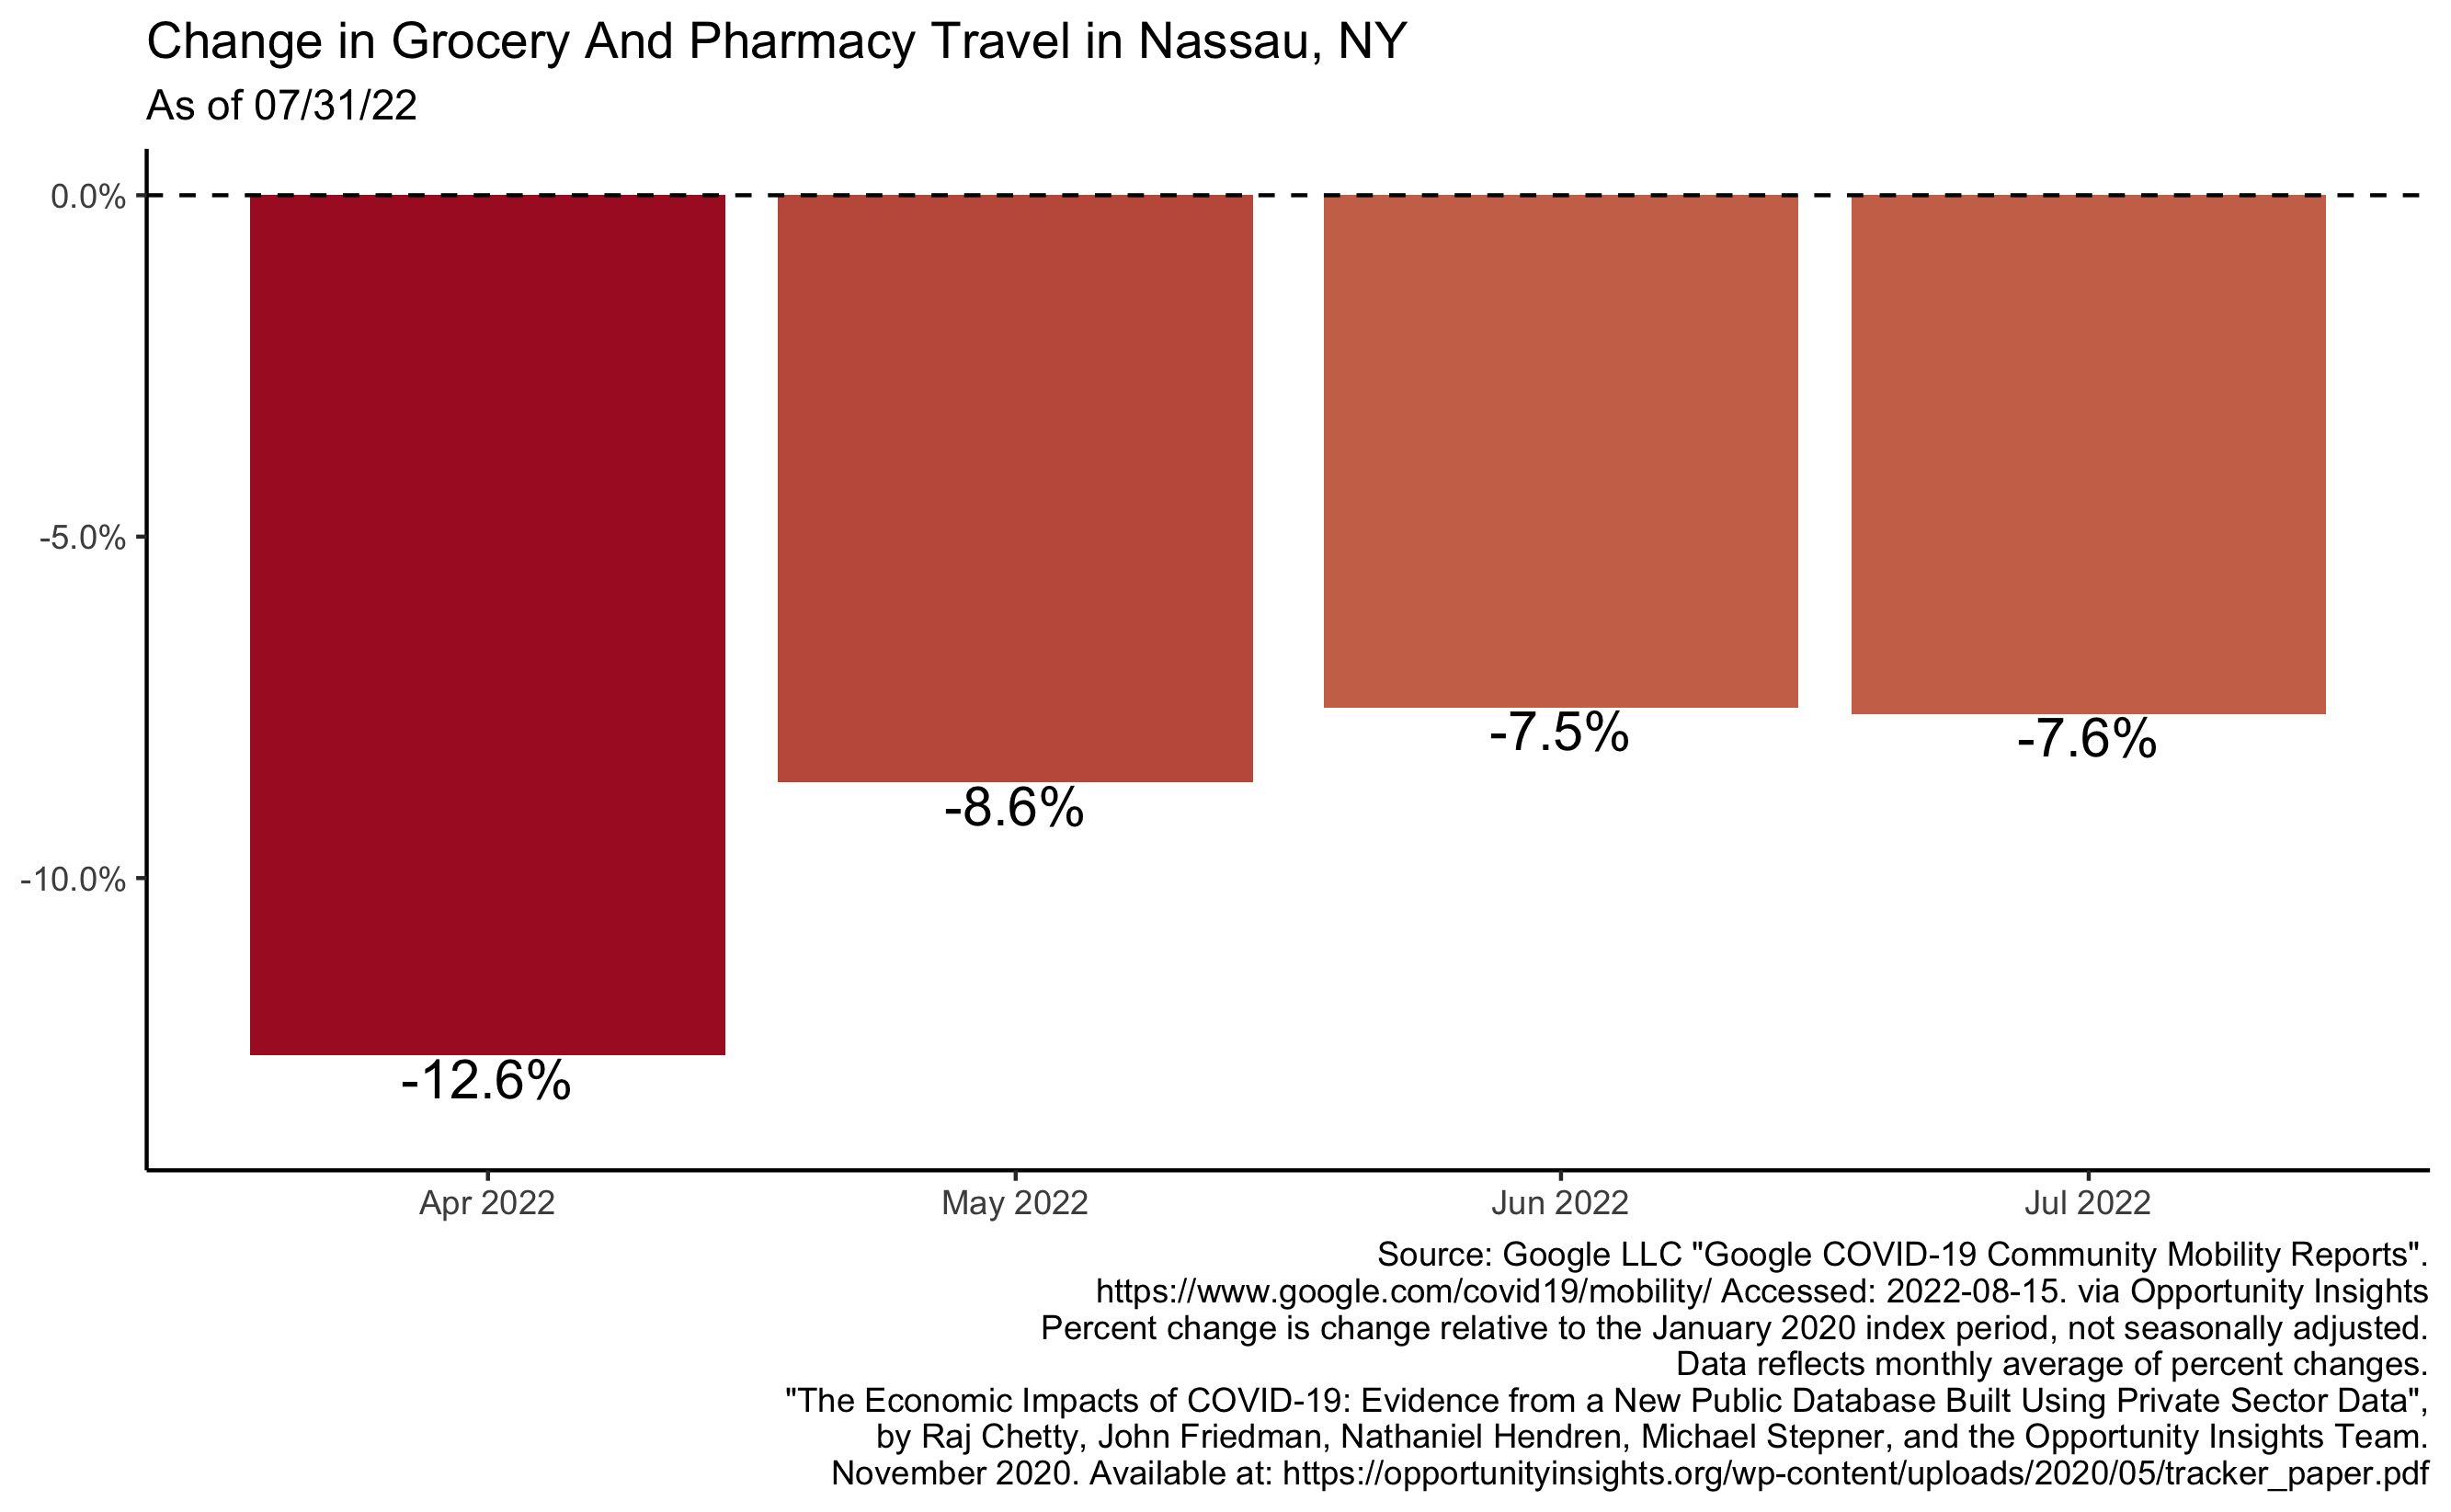 Change in Grocery And Pharmacy Travel in Nassau, NY
As of 07/31/22
0.0%
-5.0%
-10.0%
-12.6%
-8.6%
-7.5%
-7.6%
Apr 2022
May 2022
Jun 2022
Jul 2022
Source: Google LLC "Google COVID-19 Community Mobility Reports".
https://www.google.com/covid19/mobility/ Accessed: 2022-08-15. via Opportunity Insights
Percent change is change relative to the January 2020 index period, not seasonally adjusted.
Data reflects monthly average of percent changes.
"The Economic Impacts of COVID-19: Evidence from a New Public Database Built Using Private Sector Data",
by Raj Chetty, John Friedman, Nathaniel Hendren, Michael Stepner, and the Opportunity Insights Team.
November 2020. Available at: https://opportunityinsights.org/wp-content/uploads/2020/05/tracker_paper.pdf